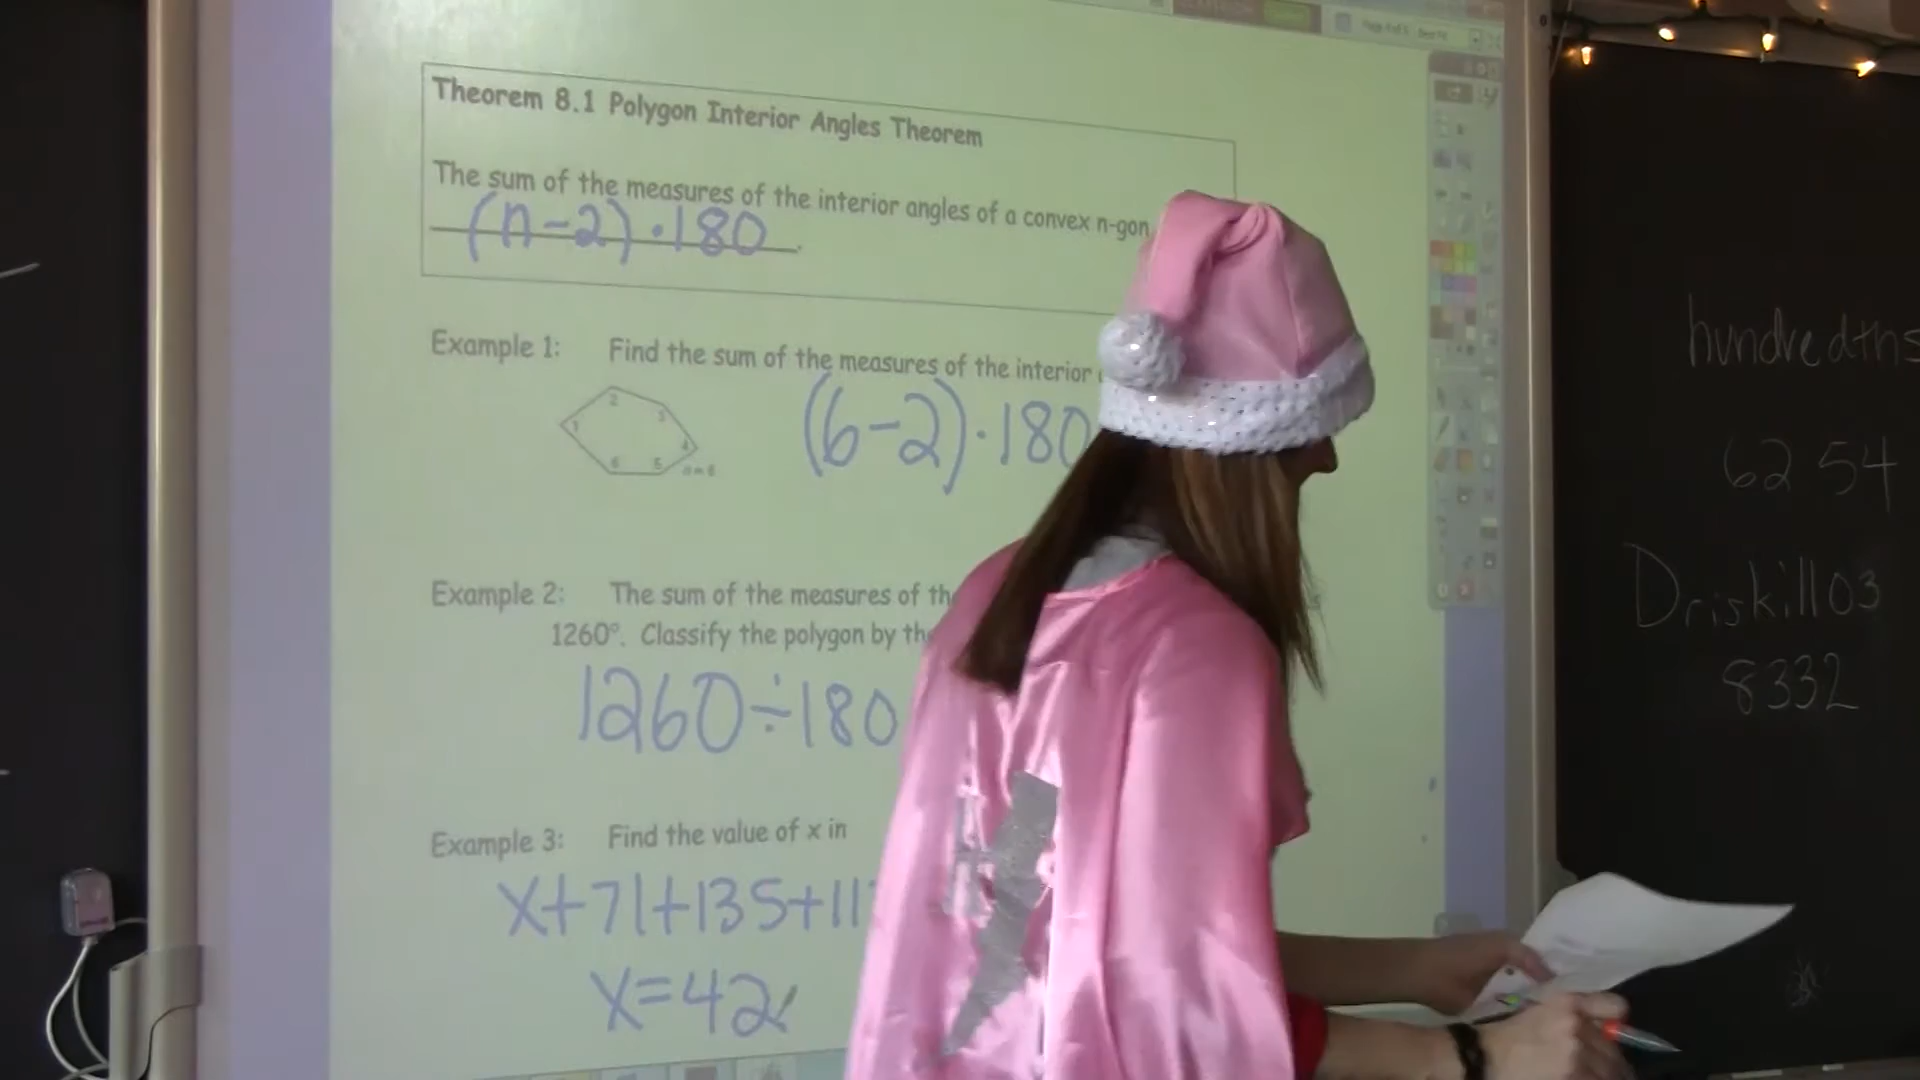 Theorem 8.1 Polygon Interior Angles Theorem
The sum of the measures of the interior angles of a convex n-gon
(n-2)·180.
Example 1: Find the sum of the measures of the interior
(6-2)·180
1
2
3
4
5
6
n = 6
Example 2: The sum of the measures of
1260°. Classify the polygon by
1260÷180
Example 3: Find the value of x in
x+71+135+11
x=42
hundredths
62 54
Driskill03
8332